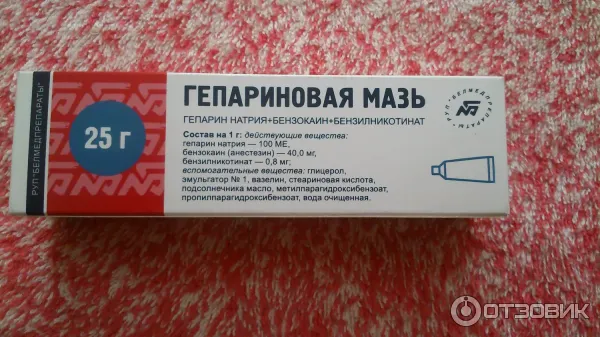 РУП "БЕЛМЕДПРЕПАРАТЫ"
25 г
ГЕПАРИНОВАЯ МАЗЬ
ГЕПАРИН НАТРИЯ+БЕНЗОКАИН+БЕНЗИЛНИКОТИНАТ
Состав на 1 г: действующие вещества:
гепарин натрия — 100 МЕ,
бензокаин (анестезин) — 40,0 мг,
бензилникотинат — 0,8 мг;
вспомогательные вещества: глицерол,
эмульгатор № 1, вазелин, стеариновая кислота,
подсолнечника масло, метилпарагидроксибензоат,
пропилпарагидроксибензоат, вода очищенная.
РУП "БЕЛМЕДПРЕПАРАТЫ"
ОТЗОВИК